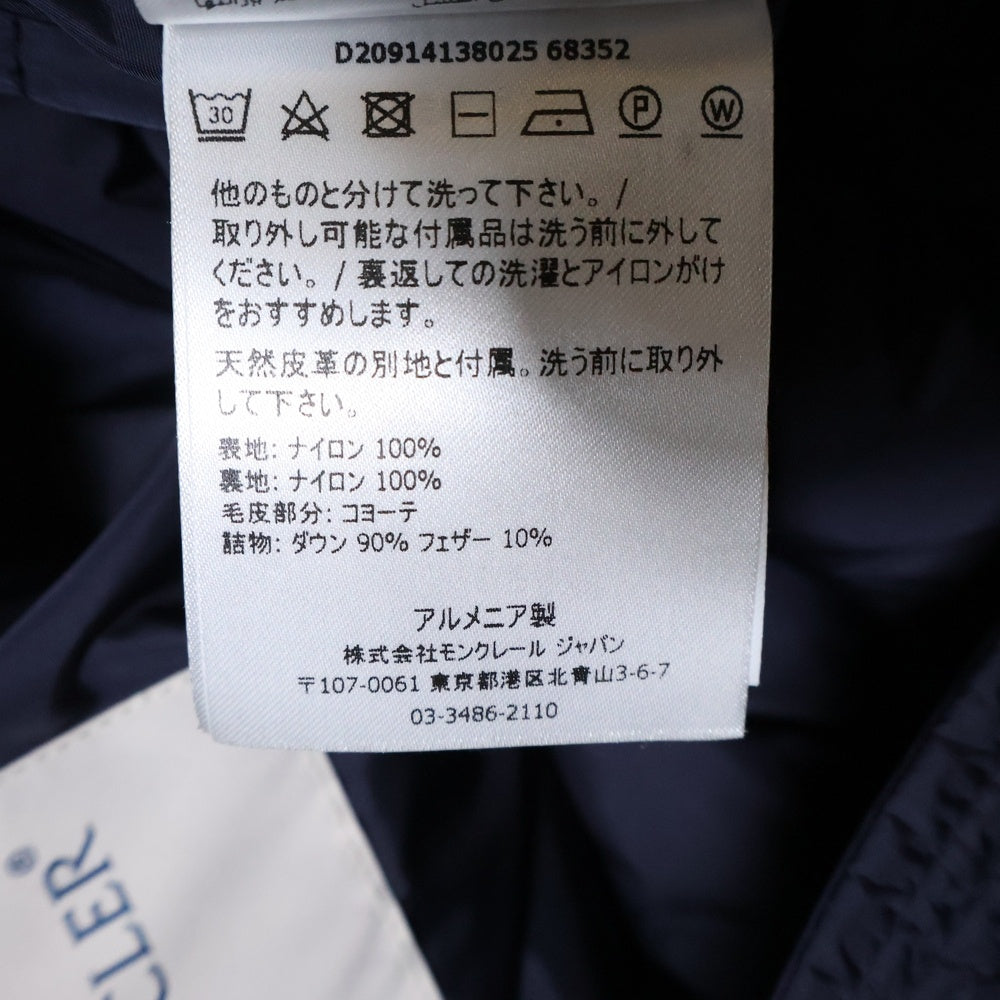 D20914138025 68352
30 P W
他のものと分けて洗って下さい。/
取り外し可能な付属品は洗う前に外して
ください。/ 裏返しての洗濯とアイロンがけ
をおすすめします。
天然皮革の別地と付属。洗う前に取り外
して下さい。
表地: ナイロン 100%
裏地: ナイロン 100%
毛皮部分: コヨーテ
詰物: ダウン 90% フェザー 10%
アルメニア製
株式会社モンクレール ジャパン
〒107-0061 東京都港区北青山3-6-7
03-3486-2110
CLER®